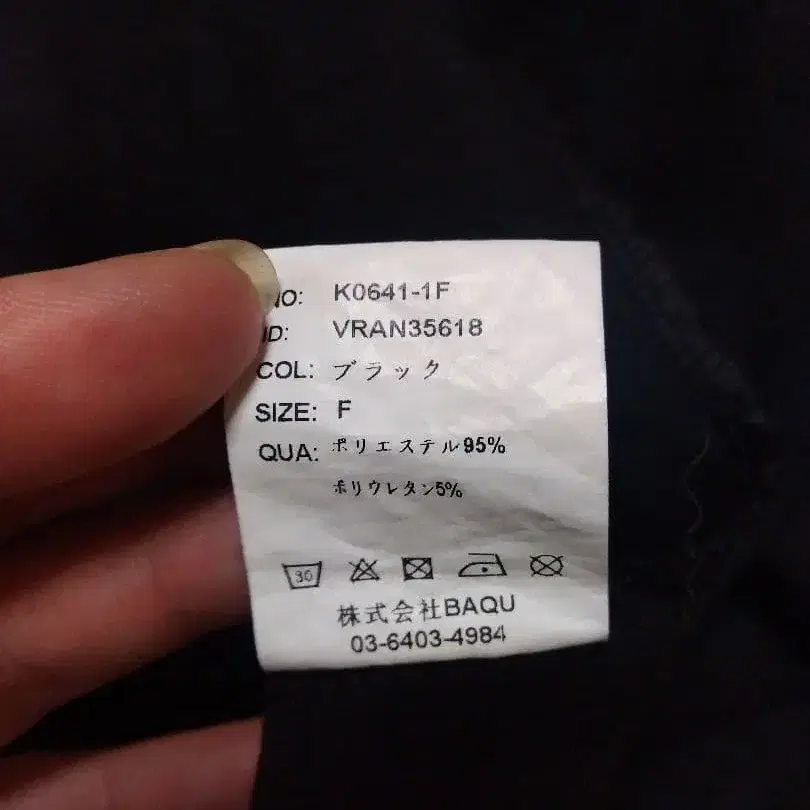 NO: K0641-1F
ID: VRAN35618
COL: ブラック
SIZE: F
QUA: ポリエステル95%
ポリウレタン5%
30
株式会社BAQU
03-6403-4984